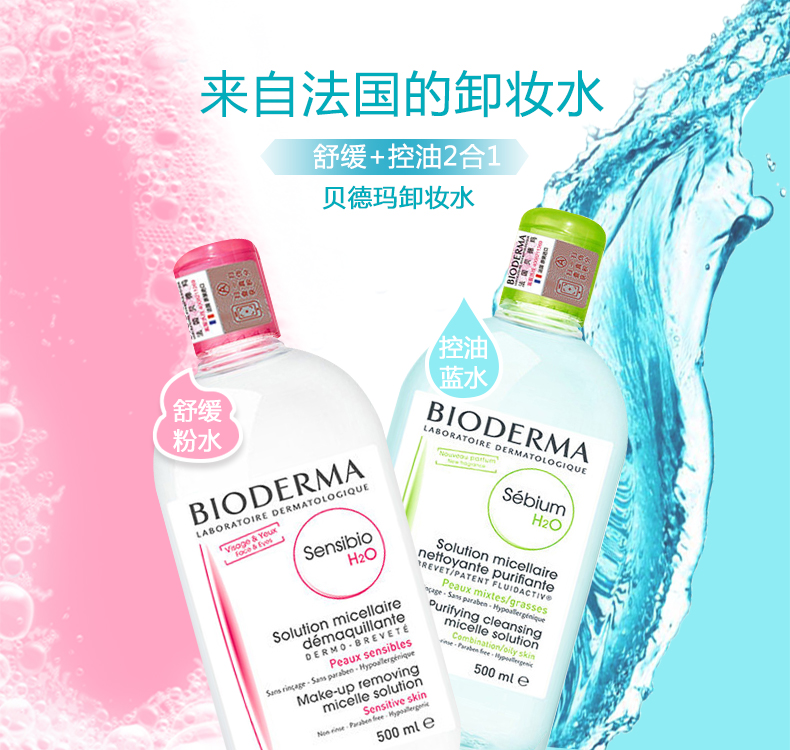 来自法国的卸妆水
舒缓+控油2合1
贝德玛卸妆水
舒缓
粉水
BIODERMA
LABORATOIRE DERMATOLOGIQUE
Visage & Yeux
Face & Eyes
Sensibio
H2O
Solution micellaire
démaquillante
DERMO-BREVETÉ
Peaux sensibles
Sans rinçage - Sans paraben - Hypoallergénique
Make-up removing
micelle solution
Sensitive skin
Non-rinse - Paraben free - Hypoallergenic
500 ml e
BIODERMA
控油
蓝水
BIODERMA
LABORATOIRE DERMATOLOGIQUE
Nouveau parfum
New fragrance
Sébium
H2O
Solution micellaire
nettoyante purifiante
BREVET/PATENT FLUIDACTIV®
Peaux mixtes/grasses
rinçage - Sans paraben - Hypoallergénique
Purifying cleansing
micelle solution
Combination/oily skin
rinse - Paraben free - Hypoallergenic
500 ml e